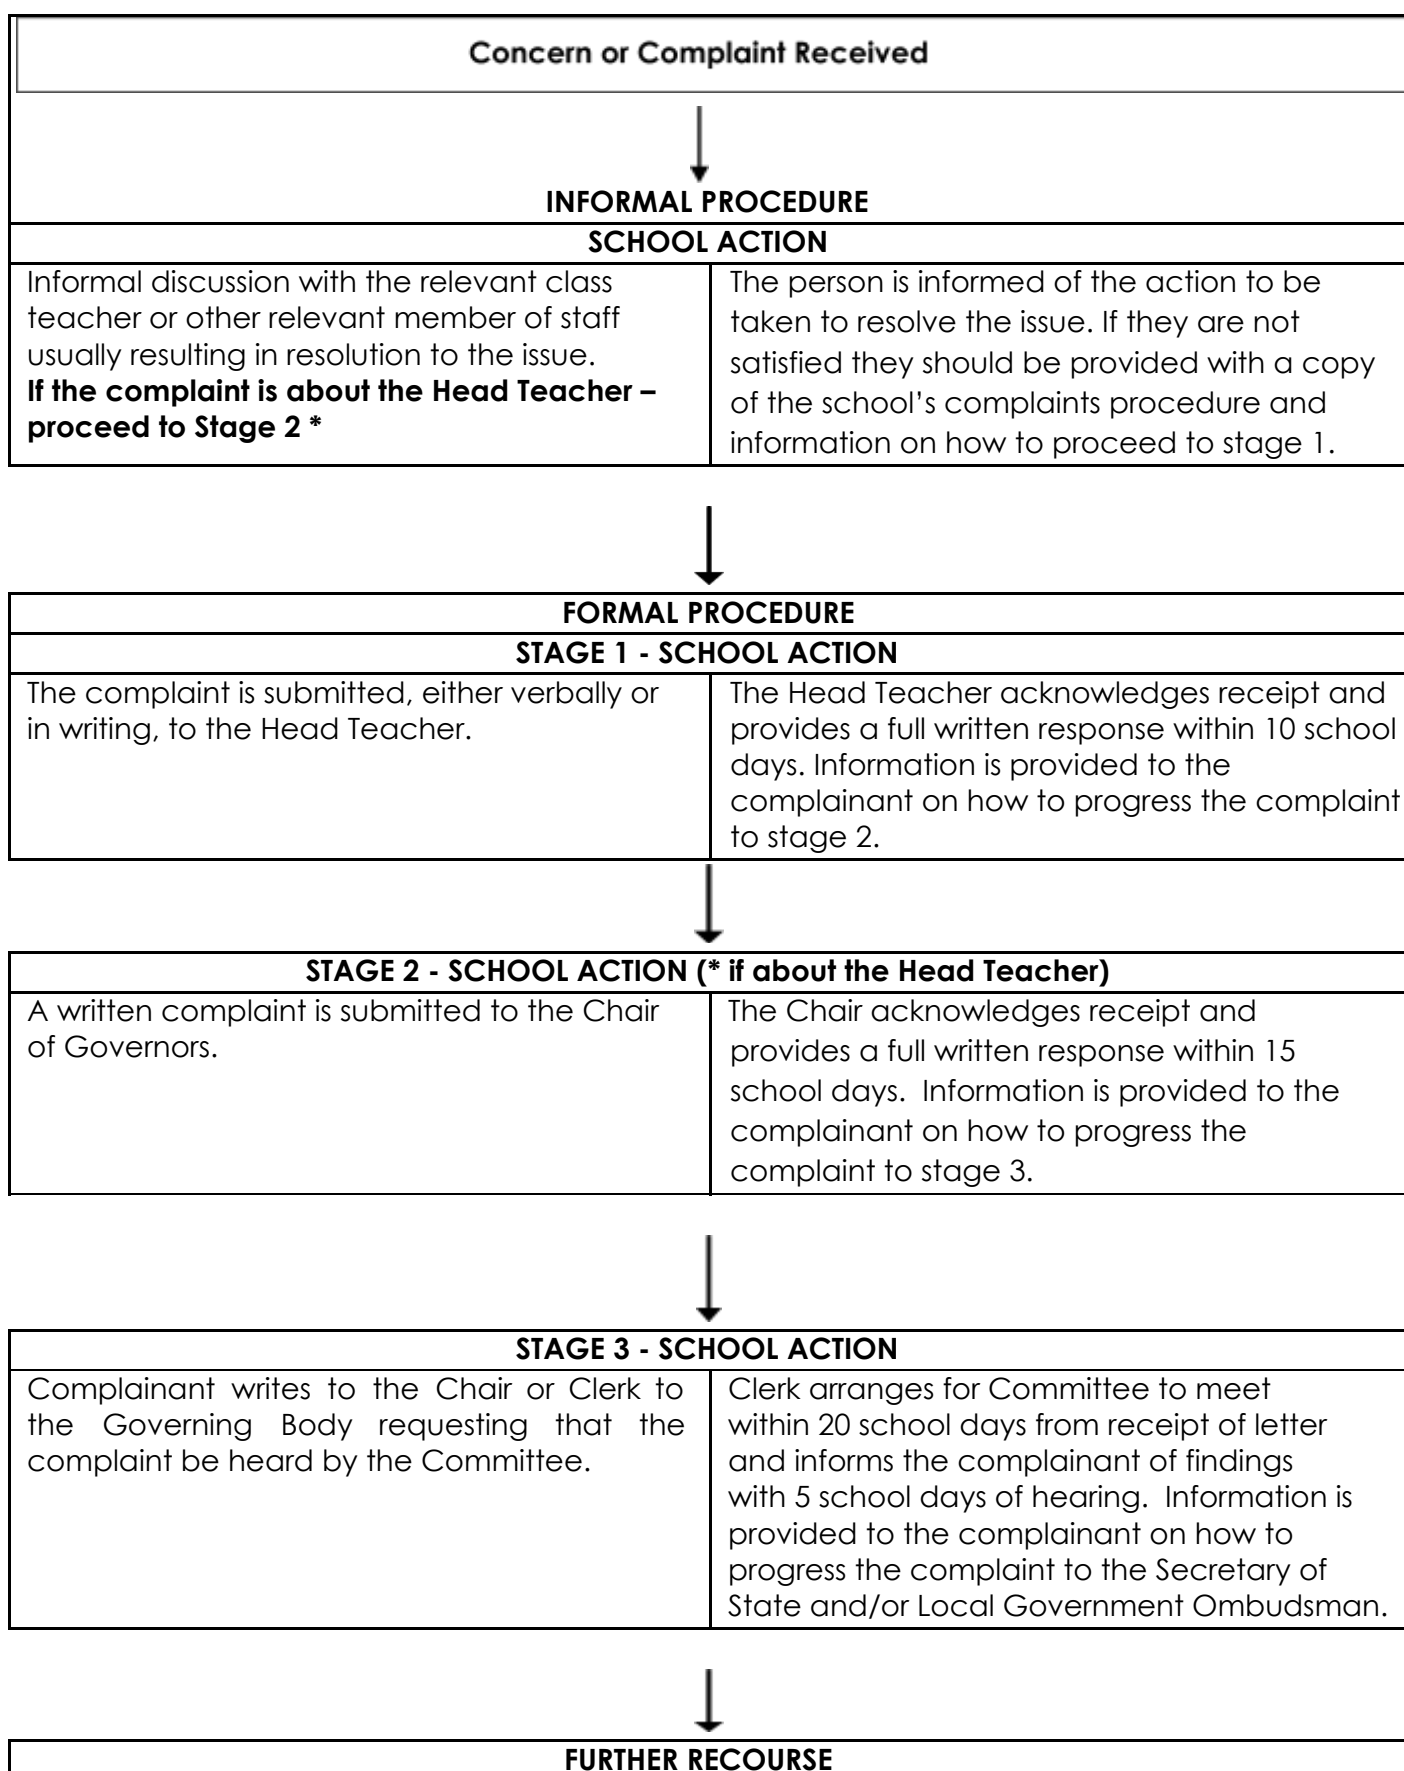 Concern or Complaint Received
INFORMAL PROCEDURE
SCHOOL ACTION
Informal discussion with the relevant class
teacher or other relevant member of staff
usually resulting in resolution to the issue.
If the complaint is about the Head Teacher –
proceed to Stage 2 *
The person is informed of the action to be
taken to resolve the issue. If they are not
satisfied they should be provided with a copy
of the school’s complaints procedure and
information on how to proceed to stage 1.
FORMAL PROCEDURE
STAGE 1 - SCHOOL ACTION
The complaint is submitted, either verbally or
in writing, to the Head Teacher.
The Head Teacher acknowledges receipt and
provides a full written response within 10 school
days. Information is provided to the
complainant on how to progress the complaint
to stage 2.
STAGE 2 - SCHOOL ACTION (* if about the Head Teacher)
A written complaint is submitted to the Chair
of Governors.
The Chair acknowledges receipt and
provides a full written response within 15
school days.  Information is provided to the
complainant on how to progress the
complaint to stage 3.
STAGE 3 - SCHOOL ACTION
Complainant writes to the Chair or Clerk to
the Governing Body requesting that the
complaint be heard by the Committee.
Clerk arranges for Committee to meet
within 20 school days from receipt of letter
and informs the complainant of findings
with 5 school days of hearing.  Information is
provided to the complainant on how to
progress the complaint to the Secretary of
State and/or Local Government Ombudsman.
FURTHER RECOURSE